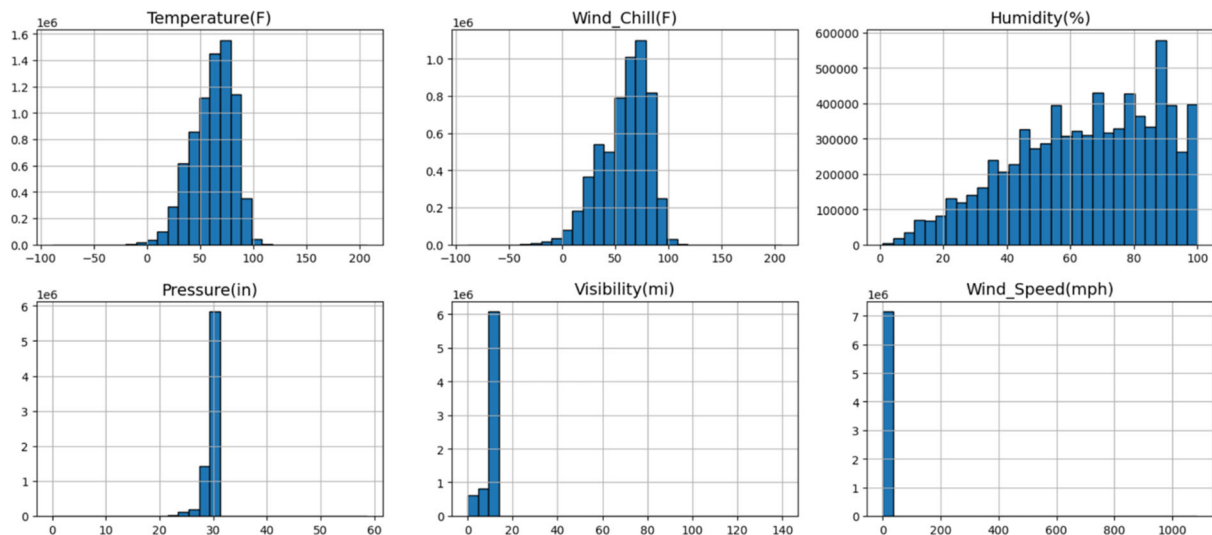 Temperature(F)
1e6
1.6
1.4
1.2
1.0
0.8
0.6
0.4
0.2
0.0
−100 −50 0 50 100 150 200
Wind_Chill(F)
1e6
1.0
0.8
0.6
0.4
0.2
0.0
−100 −50 0 50 100 150 200
Humidity(%)
600000
500000
400000
300000
200000
100000
0
0 20 40 60 80 100
Pressure(in)
1e6
6
5
4
3
2
1
0
0 10 20 30 40 50 60
Visibility(mi)
1e6
6
5
4
3
2
1
0
0 20 40 60 80 100 120 140
Wind_Speed(mph)
1e6
7
6
5
4
3
2
1
0
0 200 400 600 800 1000